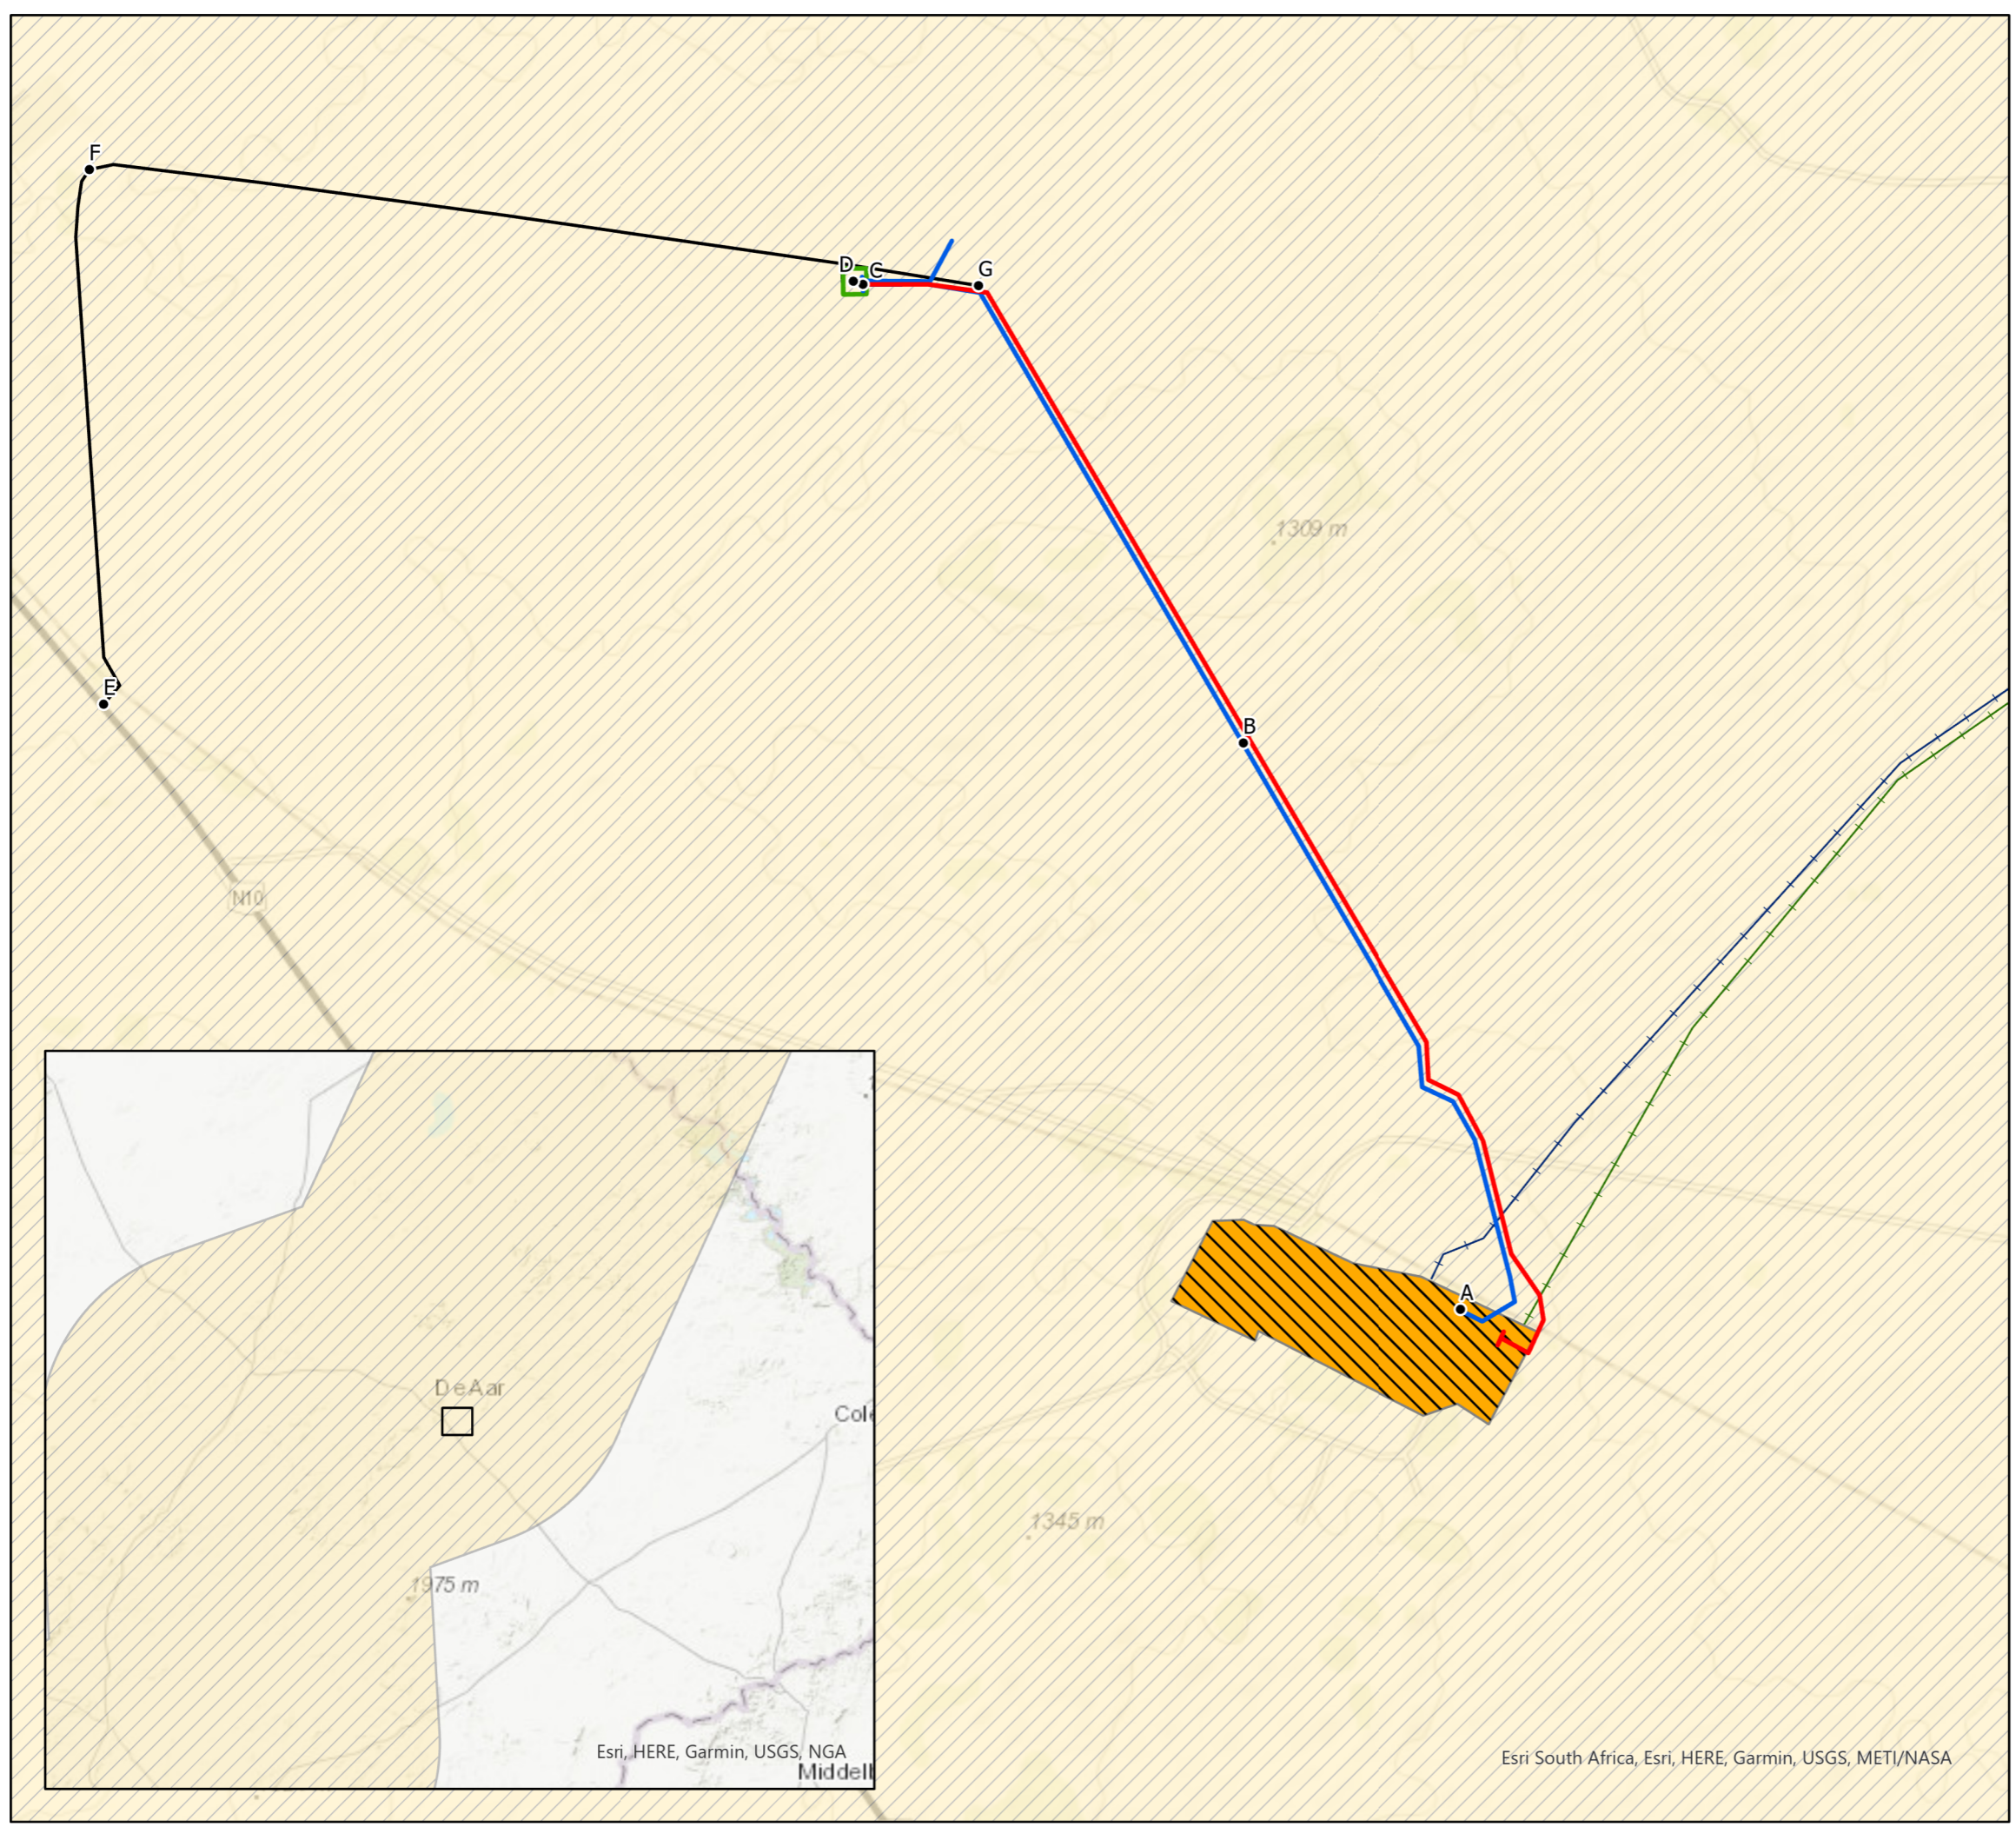 F
D
C
G
1309 m
E
B
N10
A
DeAar
Cole
1345 m
1975 m
Esri, HERE, Garmin, USGS, NGA
Middell
Esri South Africa, Esri, HERE, Garmin, USGS, METI/NASA